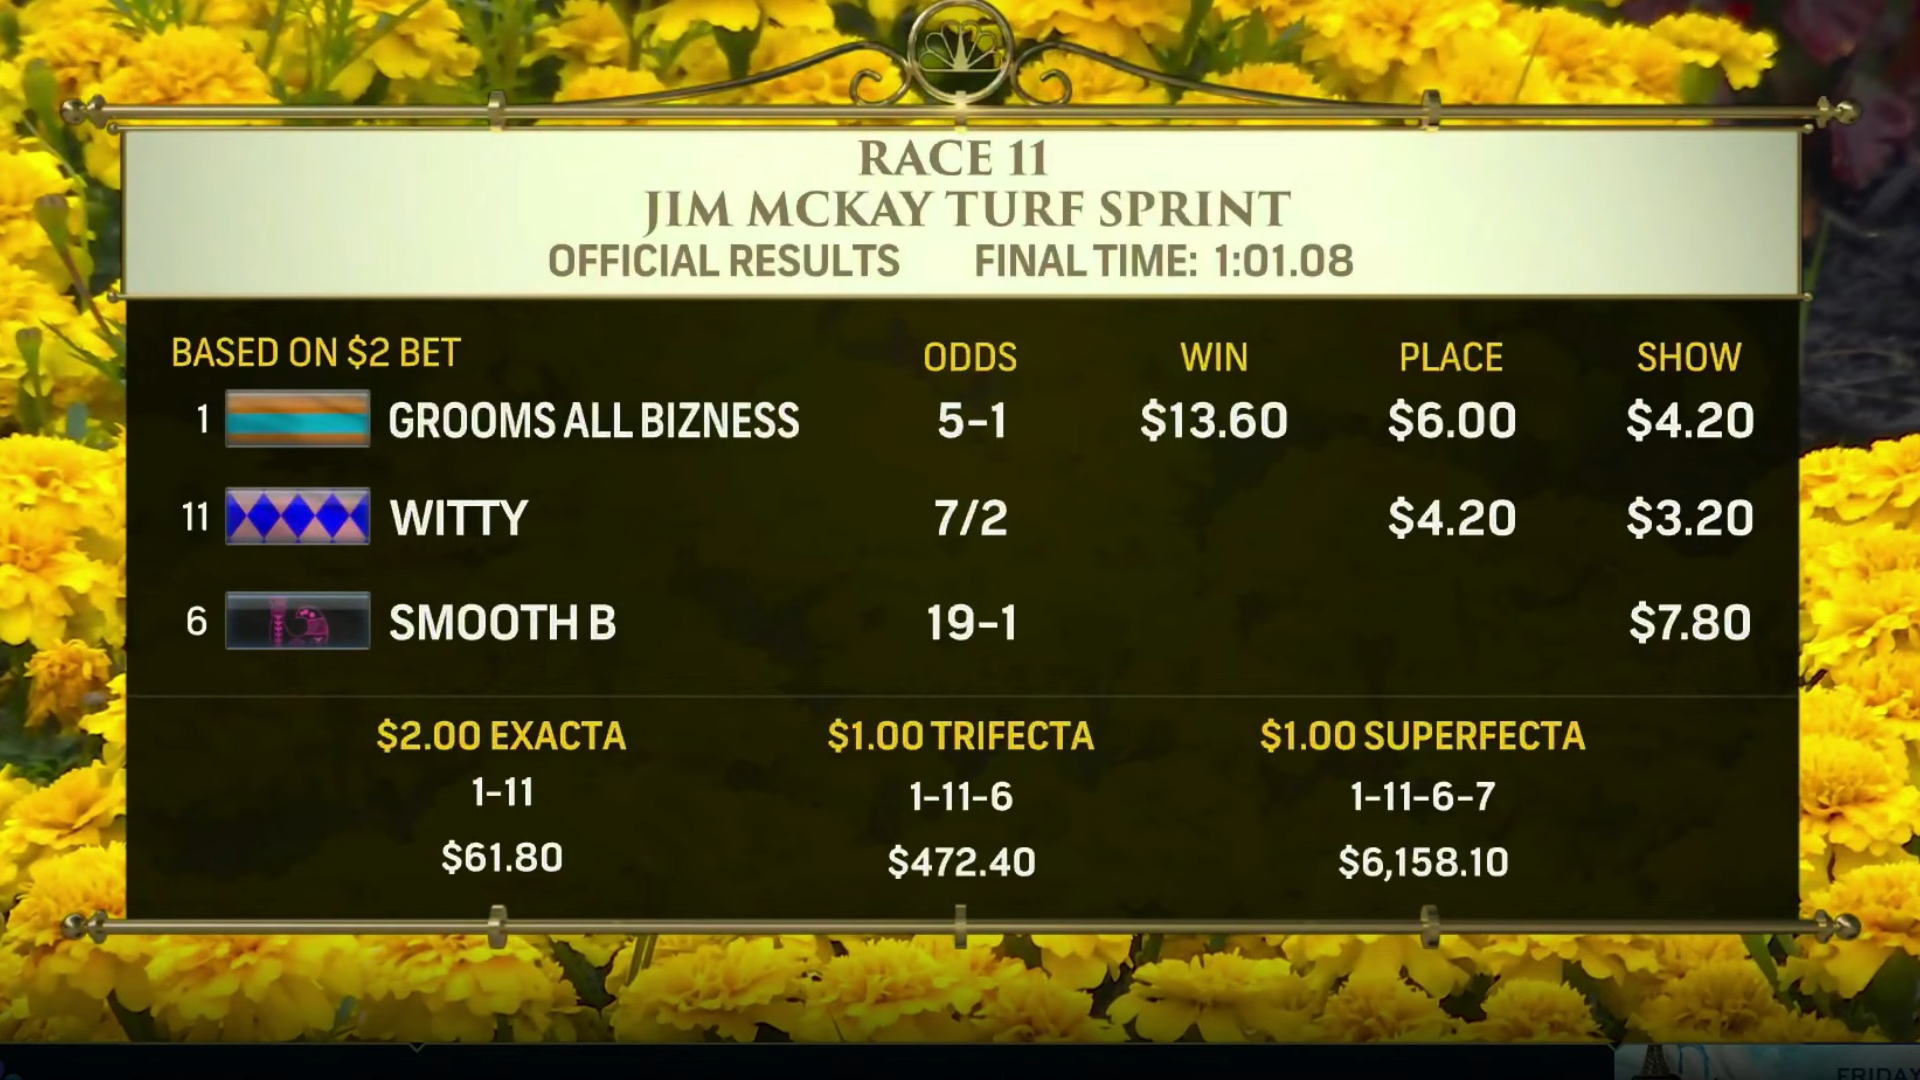 RACE 11
JIM MCKAY TURF SPRINT
OFFICIAL RESULTS FINAL TIME: 1:01.08
BASED ON $2 BET ODDS WIN PLACE SHOW
1 GROOMS ALL BIZNESS 5-1 $13.60 $6.00 $4.20
11 WITTY 7/2 $4.20 $3.20
6 SMOOTH B 19-1 $7.80
$2.00 EXACTA $1.00 TRIFECTA $1.00 SUPERFECTA
1-11 1-11-6 1-11-6-7
$61.80 $472.40 $6,158.10
FRIDAY